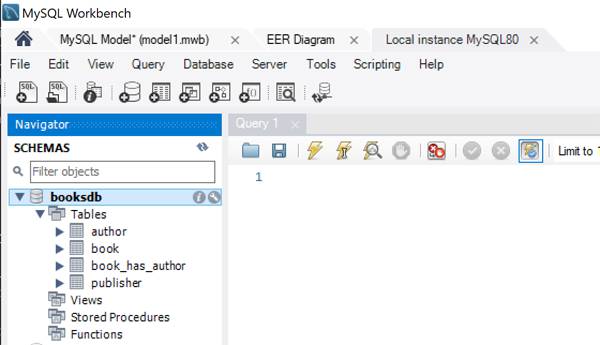 MySQL Workbench
MySQL Model* (model1.mwb) EER Diagram Local instance MySQL80
File Edit View Query Database Server Tools Scripting Help
SQL SQL
Navigator
Query 1
SCHEMAS
Limit to
Filter objects
1
booksdb
Tables
author
book
book_has_author
publisher
Views
Stored Procedures
Functions